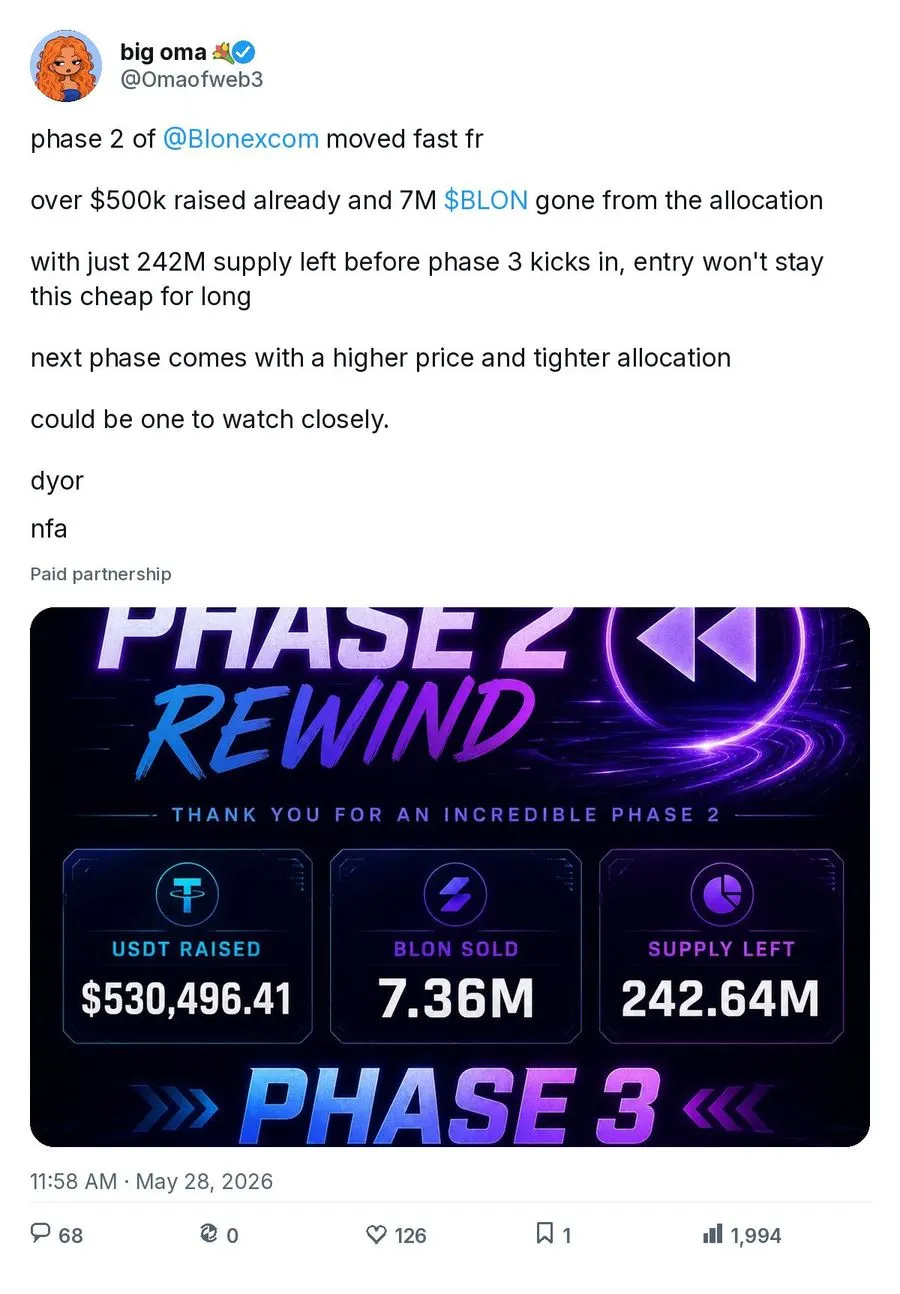 big oma
@Omaofweb3
phase 2 of @Blonexcom moved fast fr
over $500k raised already and 7M $BLON gone from the allocation
with just 242M supply left before phase 3 kicks in, entry won't stay
this cheap for long
next phase comes with a higher price and tighter allocation
could be one to watch closely.
dyor
nfa
Paid partnership
PHASE 2
REWIND
THANK YOU FOR AN INCREDIBLE PHASE 2
USDT RAISED
$530,496.41
BLON SOLD
7.36M
SUPPLY LEFT
242.64M
PHASE 3
11:58 AM · May 28, 2026
68 0 126 1 1,994